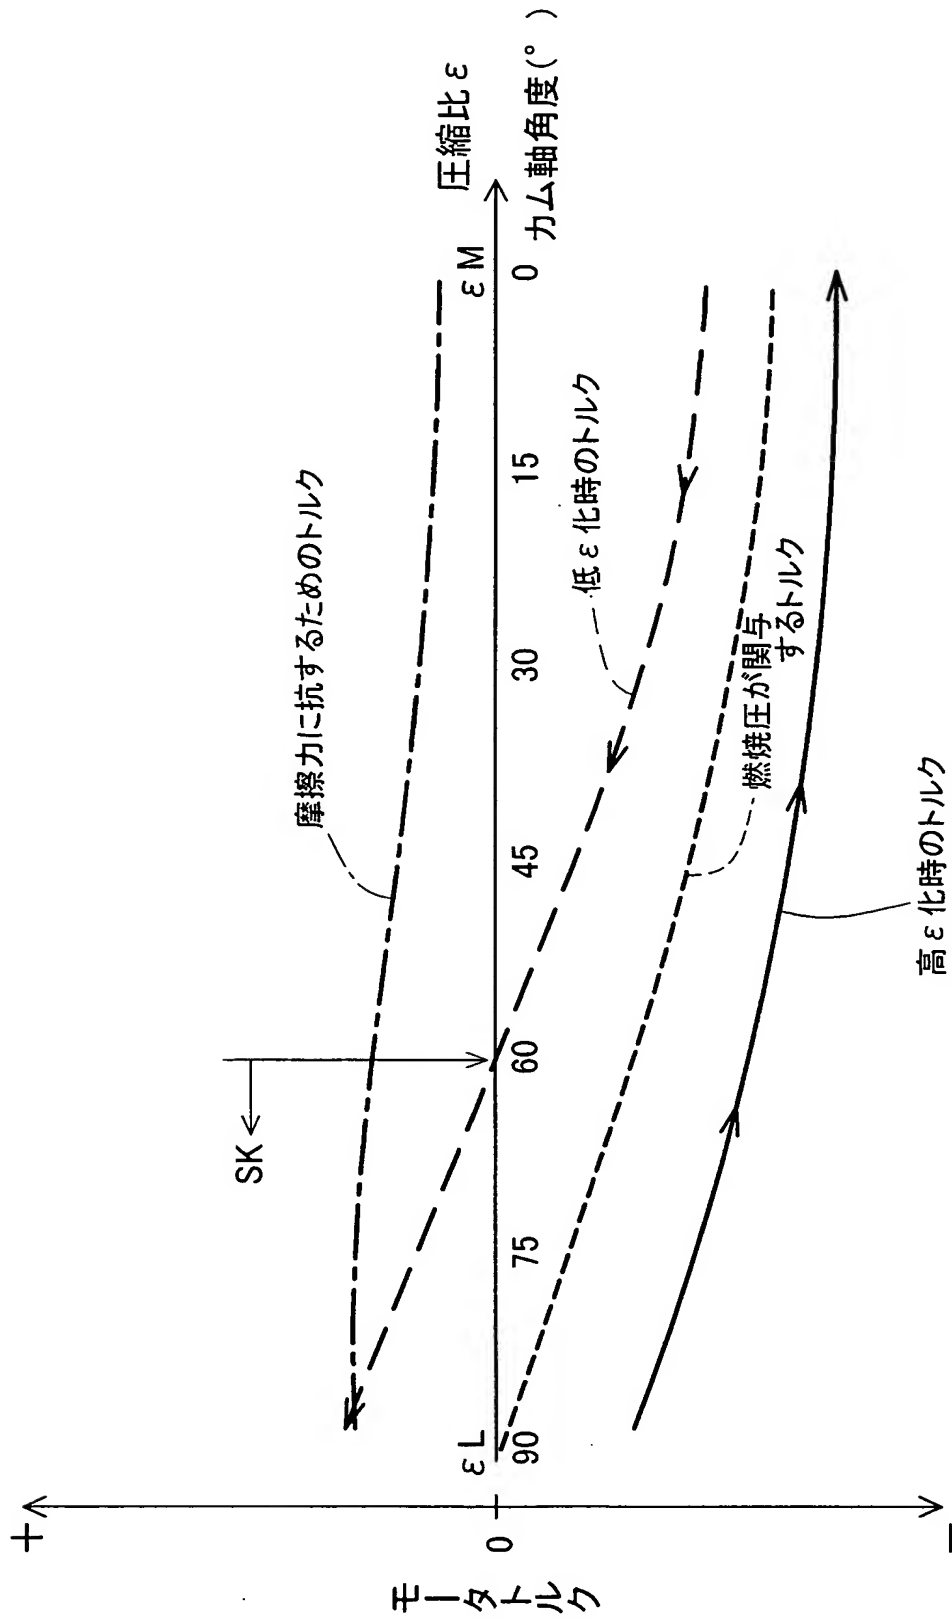 +
モータトルク
0
−
SK
摩擦力に抗するためのトルク
圧縮比 ε
εL
εM
90
75
60
45
30
15
0
カム軸角度(°)
低ε化時のトルク
燃焼圧が関与
するトルク
高ε化時のトルク